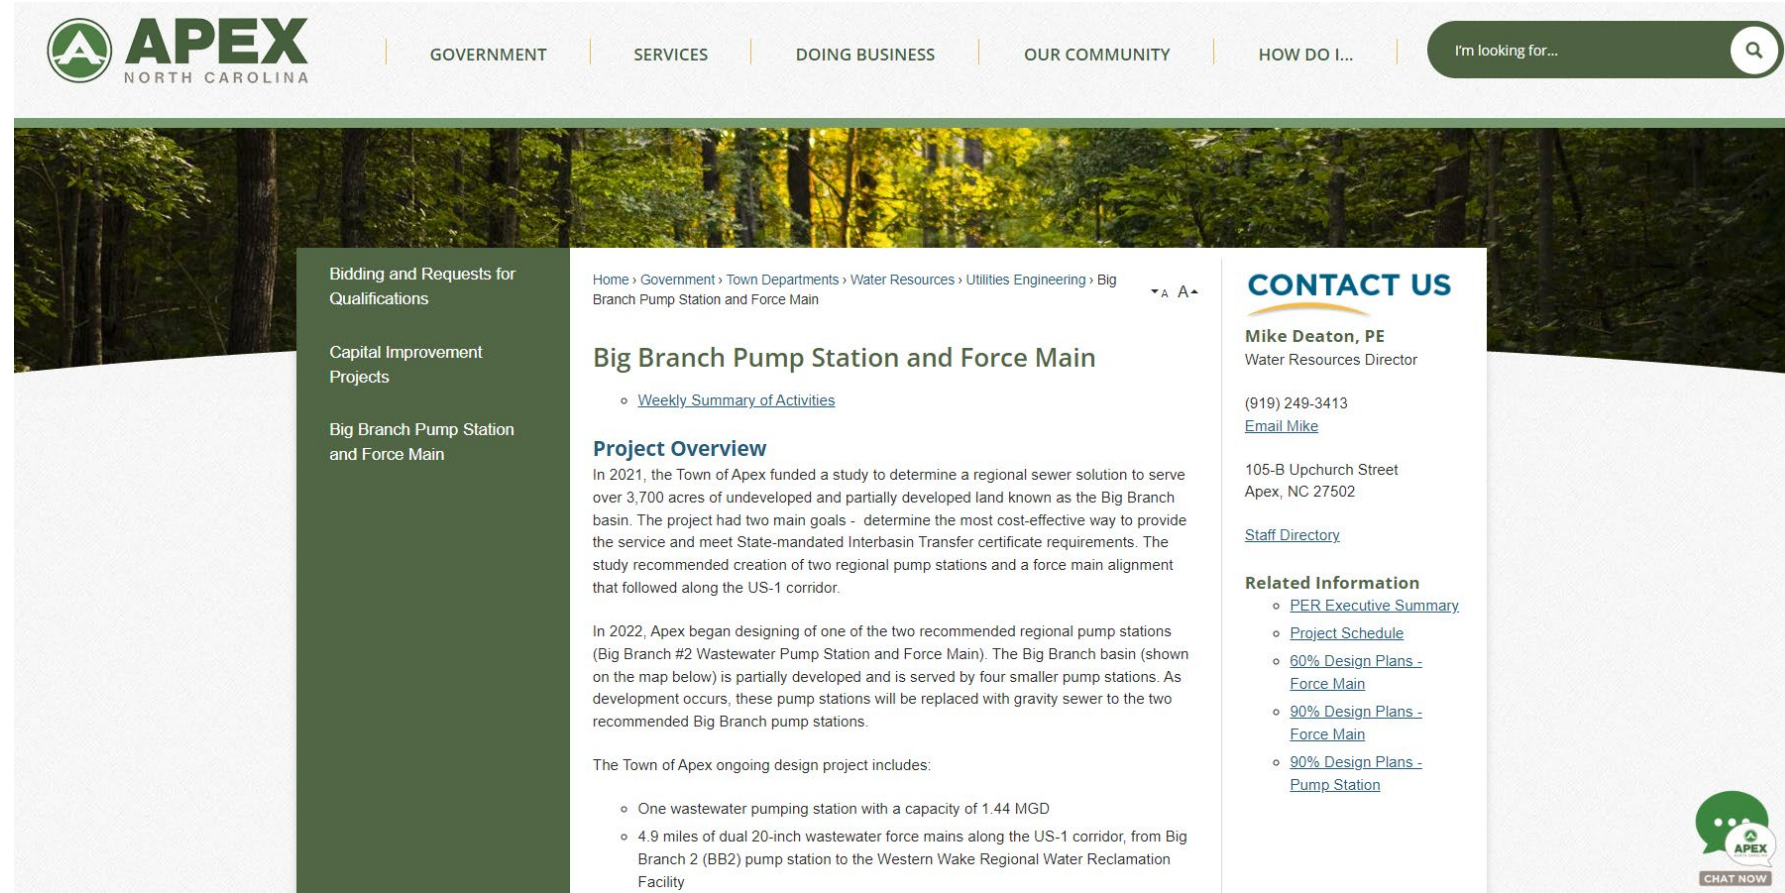 APEX
NORTH CAROLINA
GOVERNMENT
SERVICES
DOING BUSINESS
OUR COMMUNITY
HOW DO I...
I'm looking for...
Bidding and Requests for
Qualifications
Capital Improvement
Projects
Big Branch Pump Station
and Force Main
Home › Government › Town Departments › Water Resources › Utilities Engineering › Big
Branch Pump Station and Force Main
A A
Big Branch Pump Station and Force Main
Weekly Summary of Activities
Project Overview
In 2021, the Town of Apex funded a study to determine a regional sewer solution to serve
over 3,700 acres of undeveloped and partially developed land known as the Big Branch
basin. The project had two main goals - determine the most cost-effective way to provide
the service and meet State-mandated Interbasin Transfer certificate requirements. The
study recommended creation of two regional pump stations and a force main alignment
that followed along the US-1 corridor.
In 2022, Apex began designing of one of the two recommended regional pump stations
(Big Branch #2 Wastewater Pump Station and Force Main). The Big Branch basin (shown
on the map below) is partially developed and is served by four smaller pump stations. As
development occurs, these pump stations will be replaced with gravity sewer to the two
recommended Big Branch pump stations.
The Town of Apex ongoing design project includes:
One wastewater pumping station with a capacity of 1.44 MGD
4.9 miles of dual 20-inch wastewater force mains along the US-1 corridor, from Big
Branch 2 (BB2) pump station to the Western Wake Regional Water Reclamation
Facility
CONTACT US
Mike Deaton, PE
Water Resources Director
(919) 249-3413
Email Mike
105-B Upchurch Street
Apex, NC 27502
Staff Directory
Related Information
PER Executive Summary
Project Schedule
60% Design Plans -
Force Main
90% Design Plans -
Force Main
90% Design Plans -
Pump Station
APEX
CHAT NOW